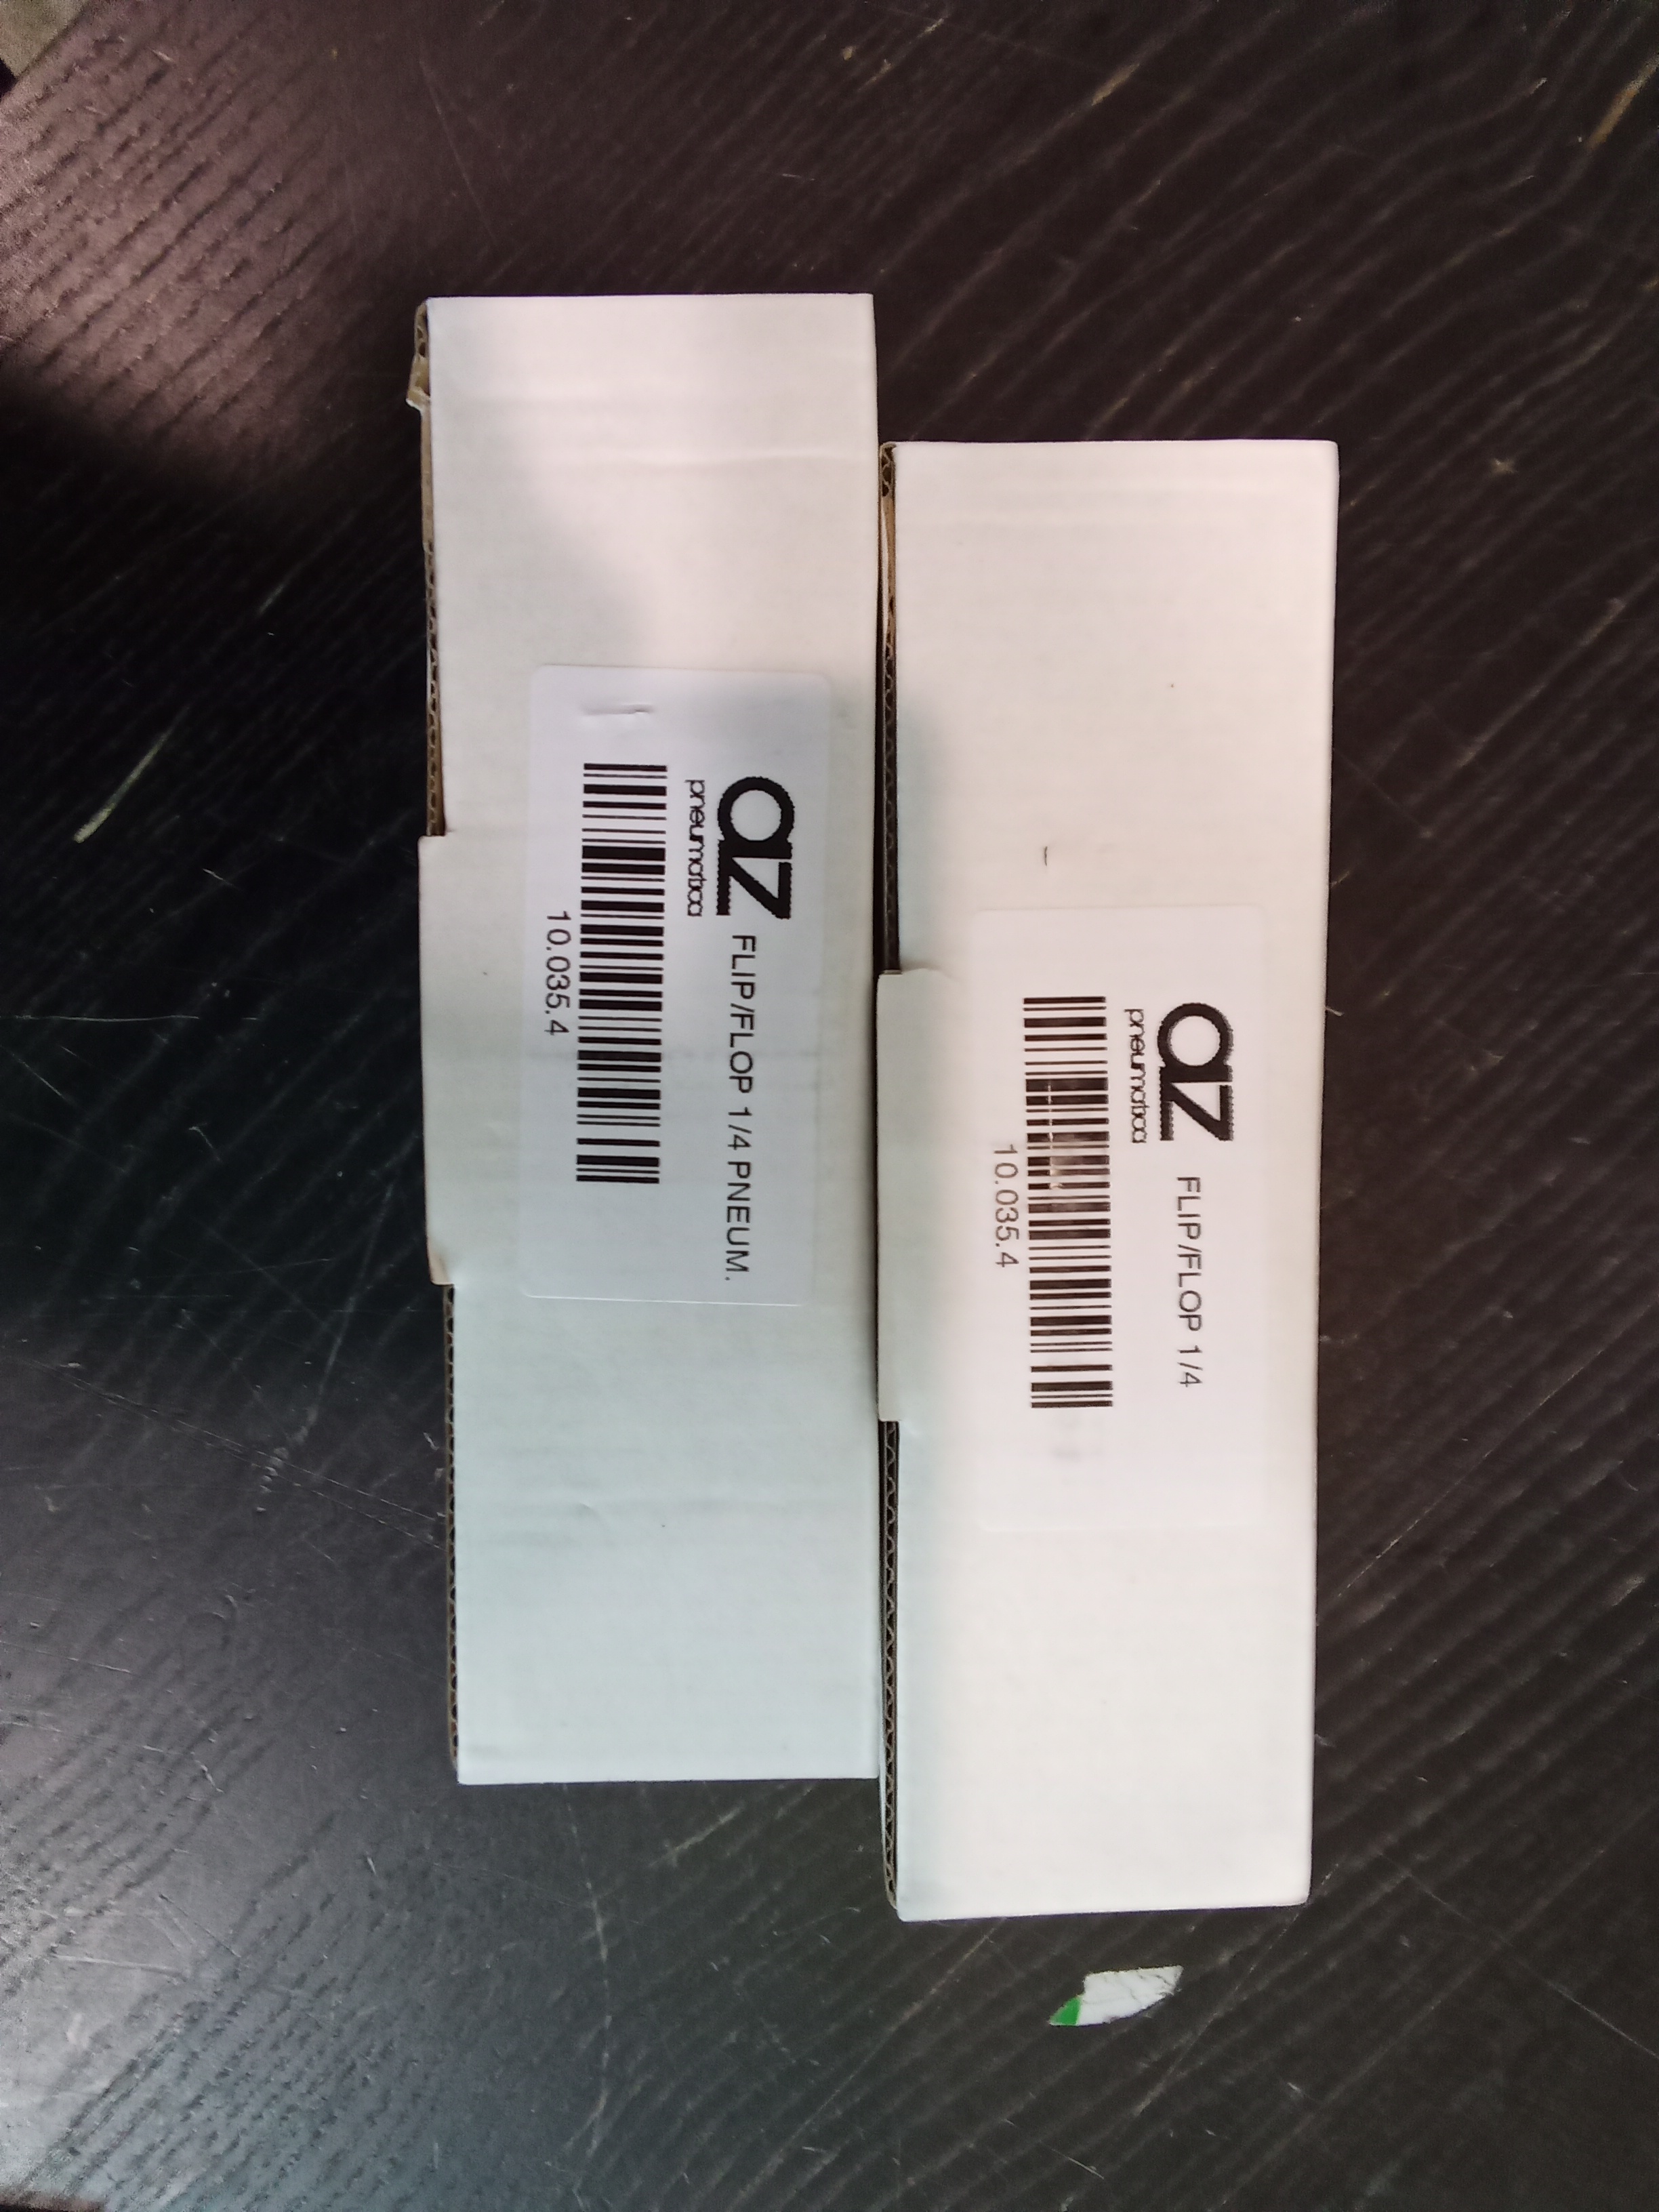 az
pneumatica
FLIP/FLOP 1/4
10.035.4
az
pneumatica
FLIP/FLOP 1/4 PNEUM.
10.035.4